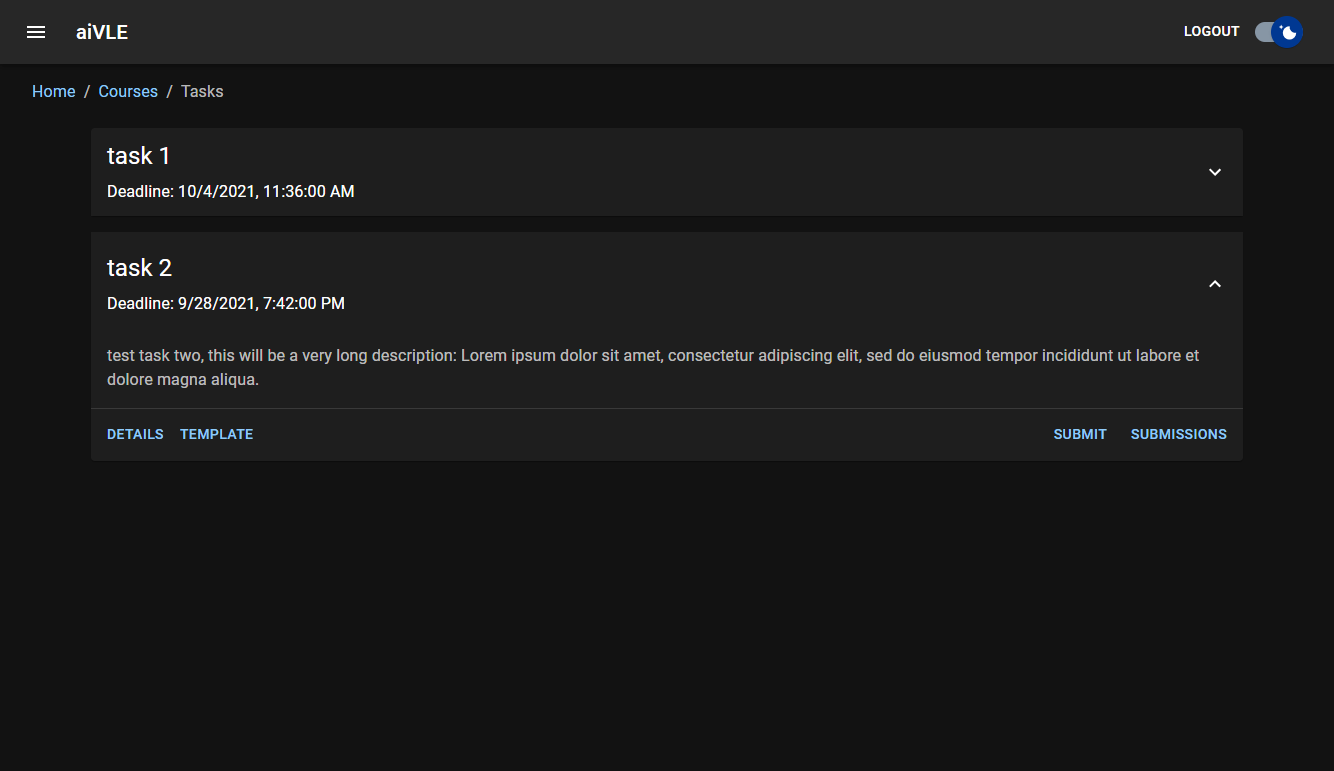 aiVLE
LOGOUT
Home / Courses / Tasks
task 1
Deadline: 10/4/2021, 11:36:00 AM
task 2
Deadline: 9/28/2021, 7:42:00 PM
test task two, this will be a very long description: Lorem ipsum dolor sit amet, consectetur adipiscing elit, sed do eiusmod tempor incididunt ut labore et
dolore magna aliqua.
DETAILS TEMPLATE SUBMIT SUBMISSIONS